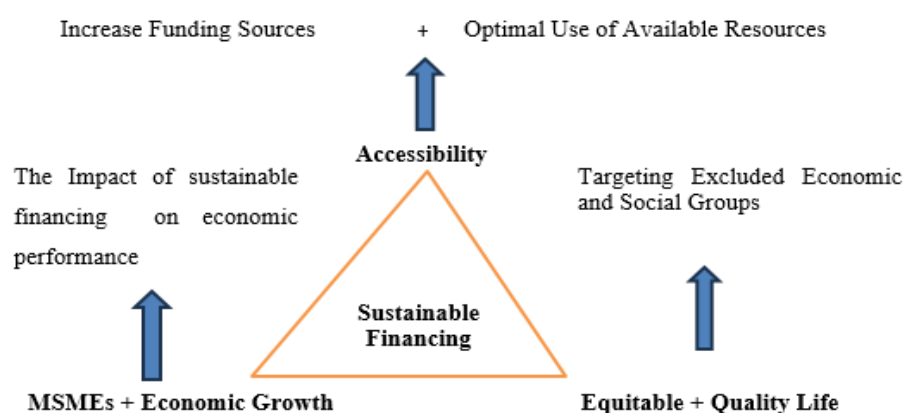 Increase Funding Sources + Optimal Use of Available Resources
Accessibility
The Impact of sustainable
financing on economic
performance
Targeting Excluded Economic
and Social Groups
Sustainable
Financing
MSMEs + Economic Growth
Equitable + Quality Life